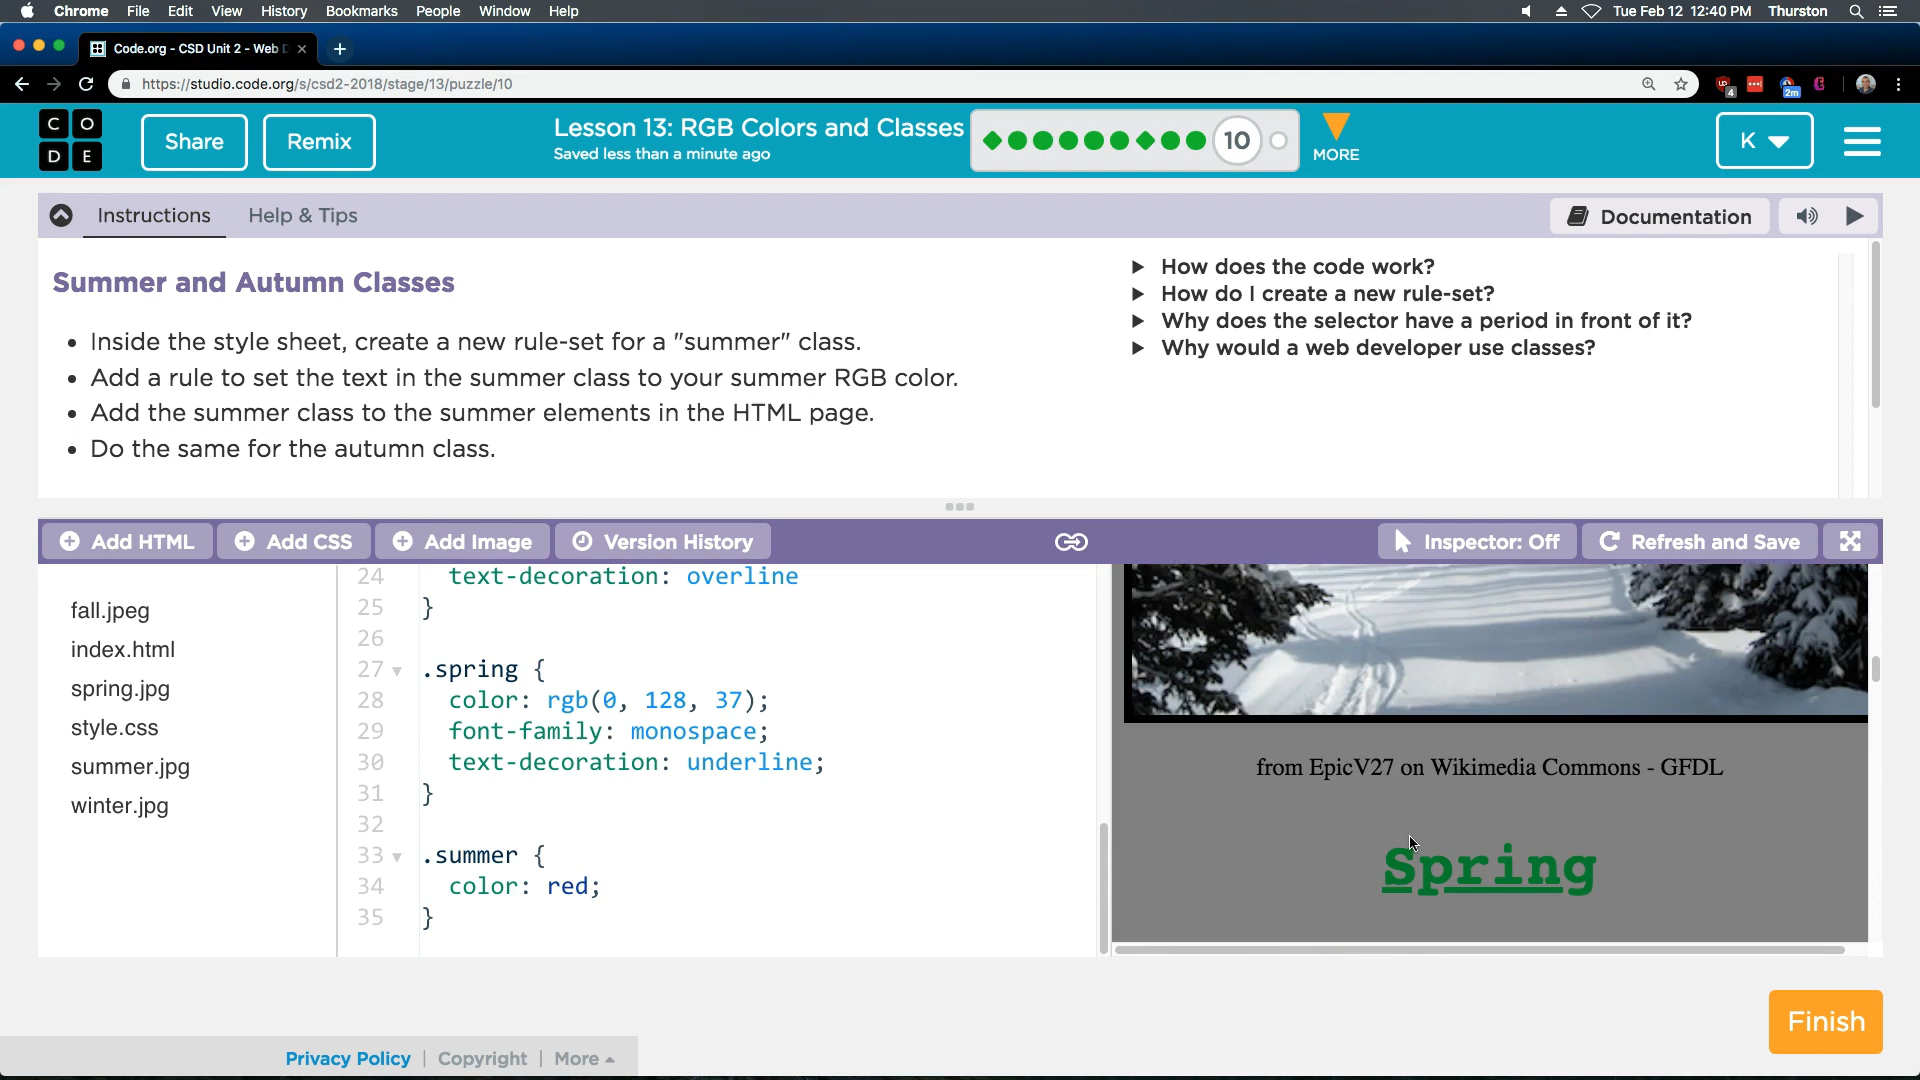 Chrome File Edit View History Bookmarks People Window Help Tue Feb 12 12:40 PM Thurston
Code.org - CSD Unit 2 - Web D
https://studio.code.org/s/csd2-2018/stage/13/puzzle/10
4
2m
C O
D E
Share
Remix
Lesson 13: RGB Colors and Classes
Saved less than a minute ago
10
MORE
K
Instructions
Help & Tips
Documentation
Summer and Autumn Classes
Inside the style sheet, create a new rule-set for a "summer" class.
Add a rule to set the text in the summer class to your summer RGB color.
Add the summer class to the summer elements in the HTML page.
Do the same for the autumn class.
How does the code work?
How do I create a new rule-set?
Why does the selector have a period in front of it?
Why would a web developer use classes?
Add HTML
Add CSS
Add Image
Version History
Inspector: Off
Refresh and Save
fall.jpeg
index.html
spring.jpg
style.css
summer.jpg
winter.jpg
24 text-decoration: overline
25 }
26
27 .spring {
28 color: rgb(0, 128, 37);
29 font-family: monospace;
30 text-decoration: underline;
31 }
32
33 .summer {
34 color: red;
35 }
from EpicV27 on Wikimedia Commons - GFDL
Spring
Finish
Privacy Policy | Copyright | More